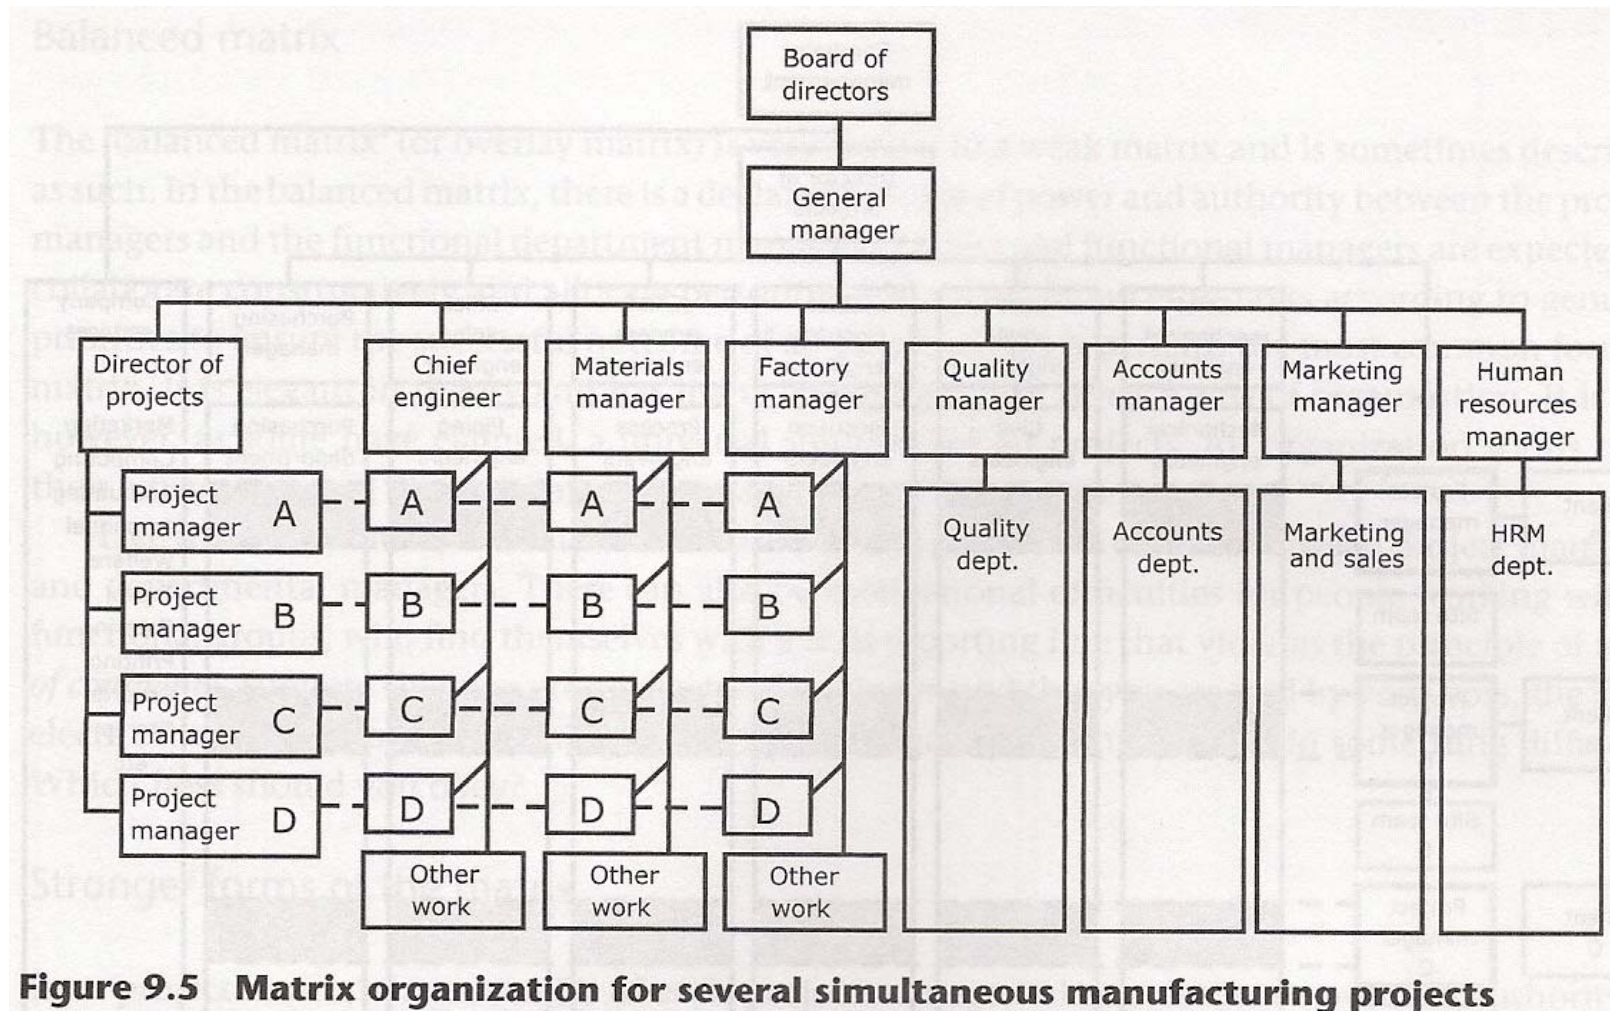 Board of
directors
General
manager
Director of
projects
Chief
engineer
Materials
manager
Factory
manager
Quality
manager
Accounts
manager
Marketing
manager
Human
resources
manager
Project
manager A
A
A
A
Project
manager B
B
B
B
Project
manager C
C
C
C
Project
manager D
D
D
D
Other
work
Other
work
Other
work
Quality
dept.
Accounts
dept.
Marketing
and sales
HRM
dept.
Figure 9.5 Matrix organization for several simultaneous manufacturing projects